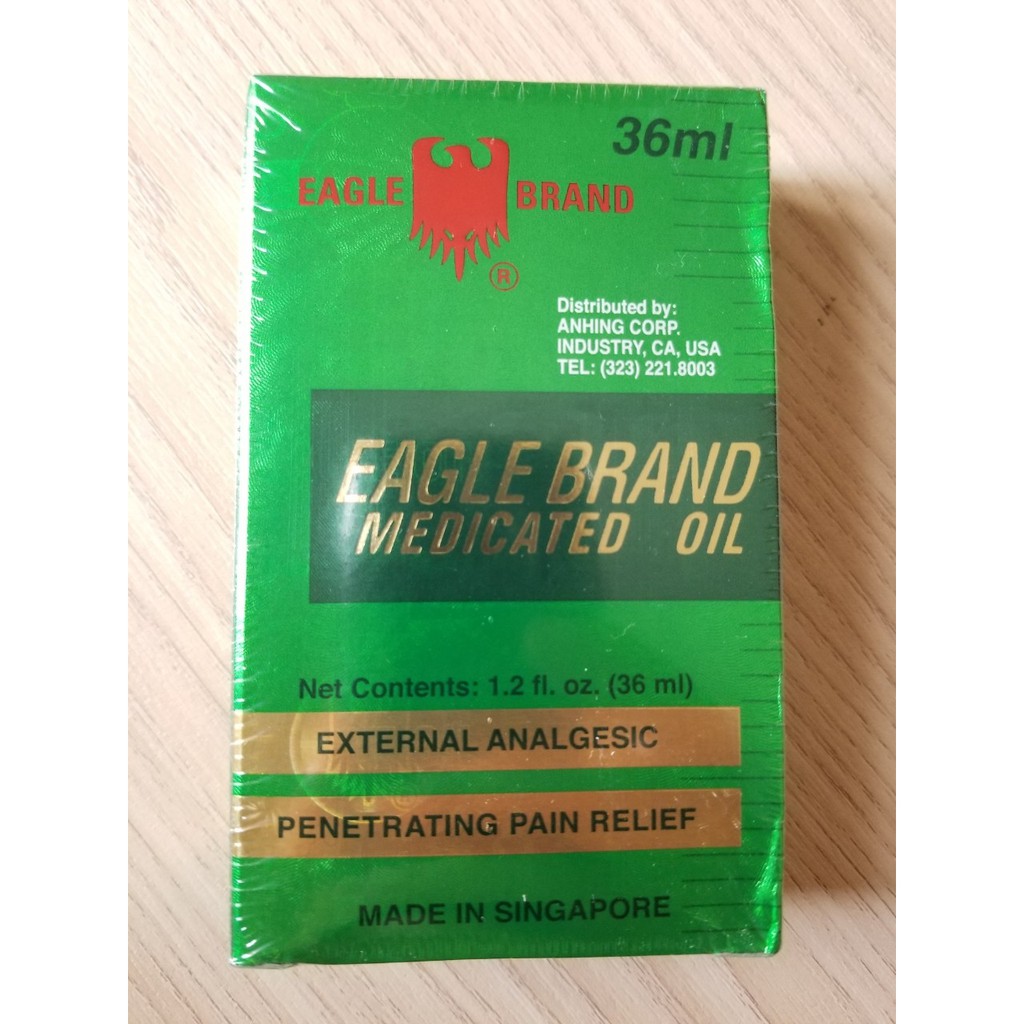 36ml
EAGLE BRAND
®
Distributed by:
ANHING CORP.
INDUSTRY, CA, USA
TEL: (323) 221.8003
EAGLE BRAND
MEDICATED OIL
Net Contents: 1.2 fl. oz. (36 ml)
EXTERNAL ANALGESIC
PENETRATING PAIN RELIEF
MADE IN SINGAPORE